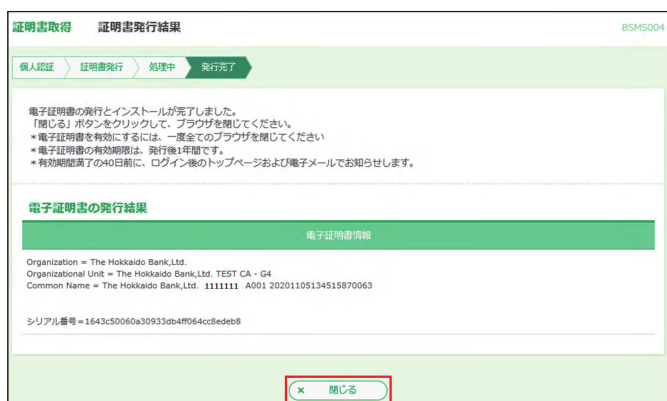 証明書取得 証明書発行結果 BSMS004
個人認証 証明書発行 処理中 発行完了
電子証明書の発行とインストールが完了しました。
「閉じる」ボタンをクリックして、ブラウザを閉じてください。
*電子証明書を有効にするには、一度全てのブラウザを閉じてください
*電子証明書の有効期限は、発行後1年間です。
*有効期間満了の40日前に、ログイン後のトップページおよび電子メールでお知らせします。
電子証明書の発行結果
電子証明書情報
Organization = The Hokkaido Bank,Ltd.
Organizational Unit = The Hokkaido Bank,Ltd. TEST CA - G4
Common Name = The Hokkaido Bank,Ltd. 1111111 A001 20201105134515870063
シリアル番号=1643c50060a30933db4ff064cc8edeb8
× 閉じる